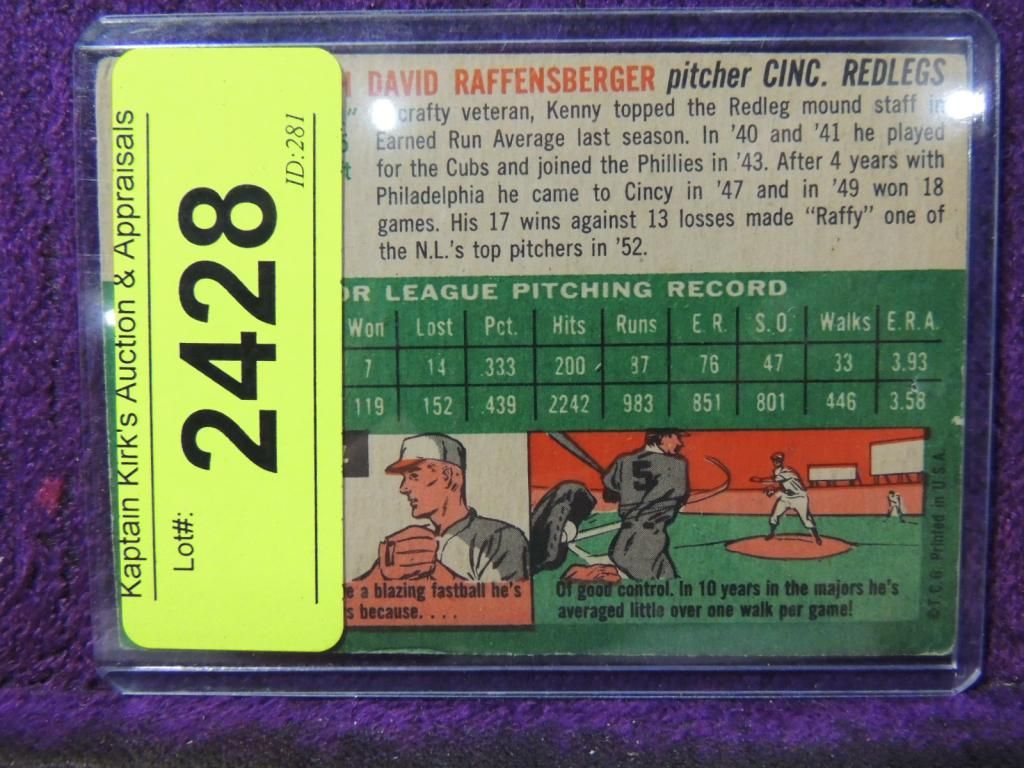 Kaptain Kirk's Auction & Appraisals
Lot#:
2428
ID:281
DAVID RAFFENSBERGER pitcher CINC. REDLEGS
crafty veteran, Kenny topped the Redleg mound staff in
Earned Run Average last season. In '40 and '41 he played
for the Cubs and joined the Phillies in '43. After 4 years with
Philadelphia he came to Cincy in '47 and in '49 won 18
games. His 17 wins against 13 losses made "Raffy" one of
the N.L.'s top pitchers in '52.
R LEAGUE PITCHING RECORD
Won Lost Pct. Hits Runs E.R. S.O. Walks E.R.A.
7 14 .333 200 87 76 47 33 3.93
119 152 .439 2242 983 851 801 446 3.58
5
e a blazing fastball he's
s because. . . .
Of good control. In 10 years in the majors he's
averaged little over one walk per game!
© T.C.G. Printed in U.S.A.